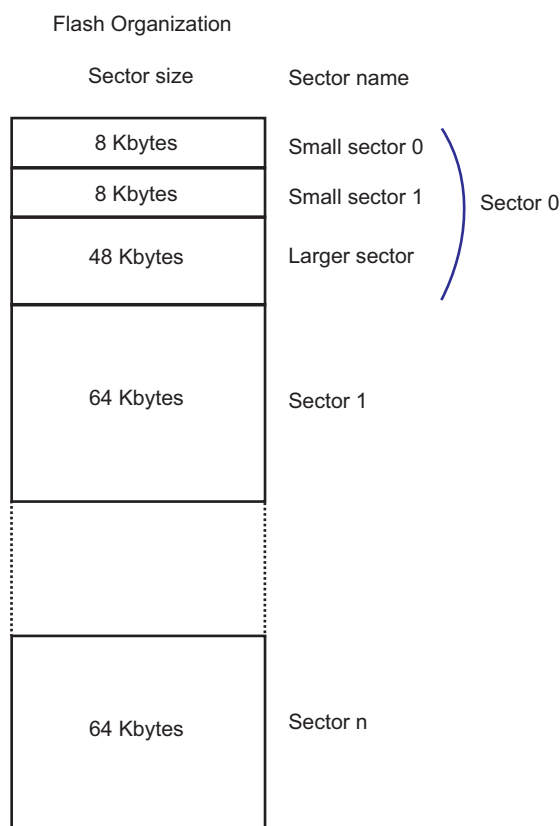 Flash Organization
Sector size Sector name
8 Kbytes Small sector 0
8 Kbytes Small sector 1 Sector 0
48 Kbytes Larger sector
64 Kbytes Sector 1
64 Kbytes Sector n